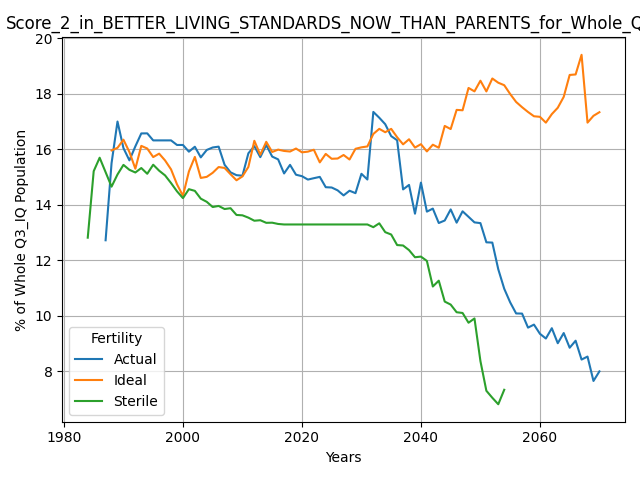 Score_2_in_BETTER_LIVING_STANDARDS_NOW_THAN_PARENTS_for_Whole_Q
% of Whole Q3_IQ Population
20
18
16
14
12
10
8
Fertility
Actual
Ideal
Sterile
1980
2000
2020
2040
2060
Years